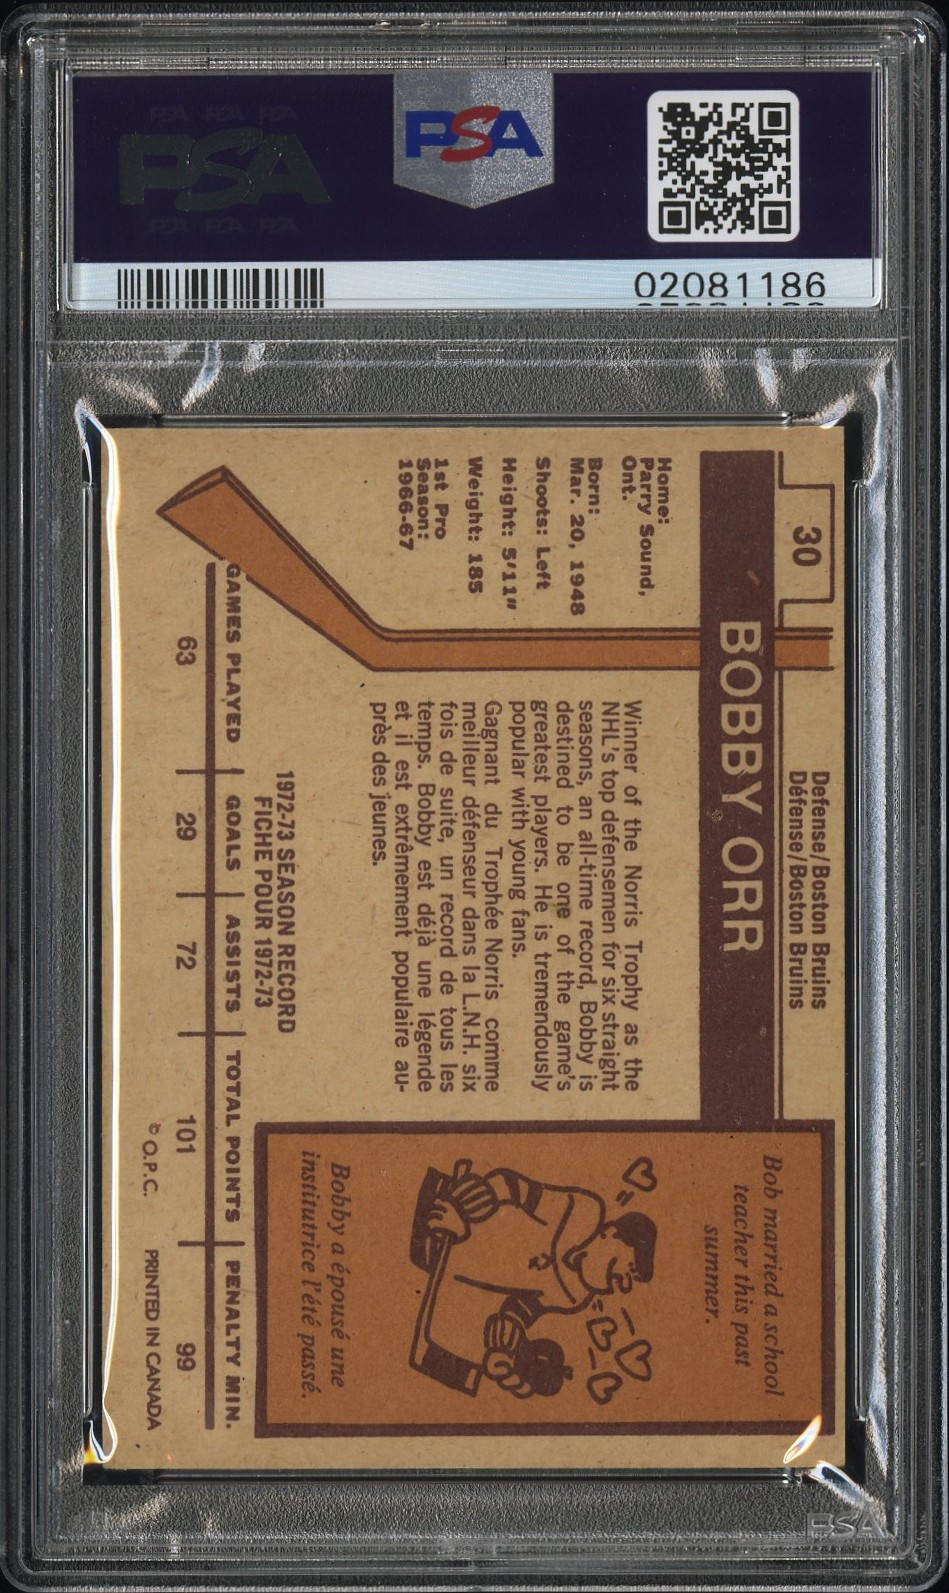 PSA PSA PSA
PSA
PSA PSA PSA
PSA
02081186
30
Defense/Boston Bruins
Défense/Boston Bruins
BOBBY ORR
Home:
Parry Sound,
Ont.
Born:
Mar. 20, 1948
Shoots: Left
Height: 5'11"
Weight: 185
1st Pro
Season:
1966-67
Winner of the Norris Trophy as the
NHL's top defensemen for six straight
seasons, an all-time record, Bobby is
destined to be one of the game's
greatest players. He is tremendously
popular with young fans.
Gagnant du Trophée Norris comme
meilleur défenseur dans la L.N.H. six
fois de suite, un record de tous les
temps. Bobby est déjà une légende
et il est extrêmement populaire au-
près des jeunes.
Bob married a school
teacher this past
summer.
Bobby a épousé une
institutrice l'été passé.
1972-73 SEASON RECORD
FICHE POUR 1972-73
GAMES PLAYED GOALS ASSISTS TOTAL POINTS PENALTY MIN.
63 29 72 101 99
© O.P.C. PRINTED IN CANADA
PSA